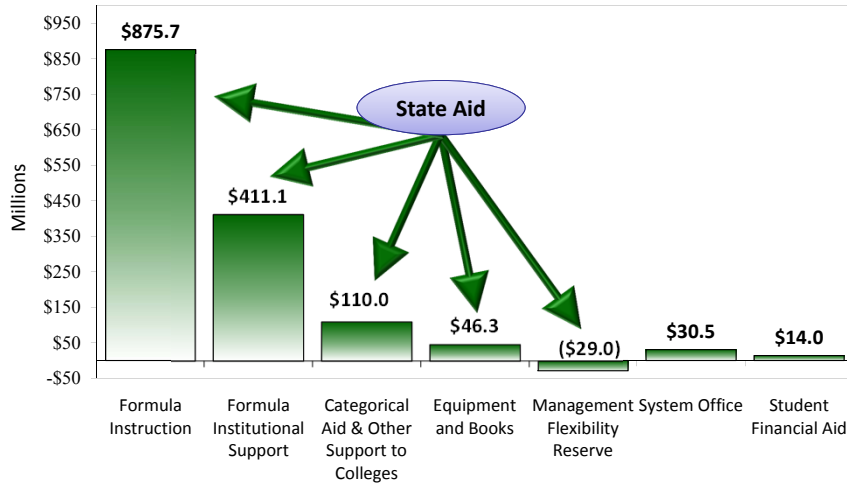 $950
$850
$750
$650
$550
$450
$350
$250
$150
$50
-$50
Millions
$875.7
State Aid
$411.1
$110.0
$46.3
($29.0)
$30.5
$14.0
Formula
Instruction
Formula
Institutional
Support
Categorical
Aid & Other
Support to
Colleges
Equipment
and Books
Management
Flexibility
Reserve
System Office
Student
Financial Aid